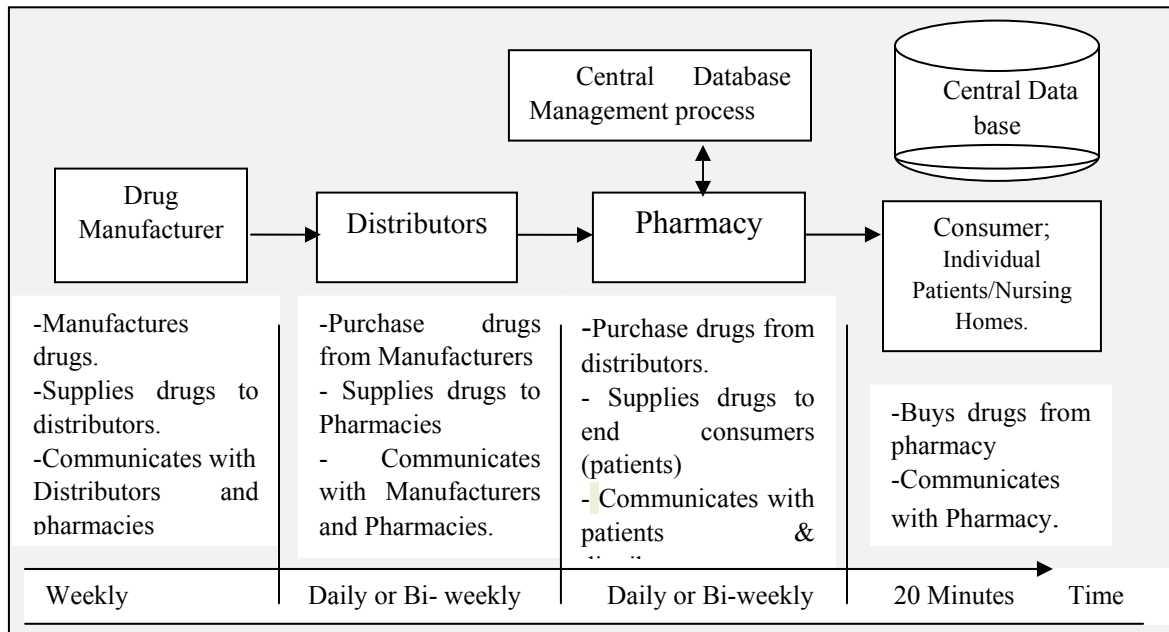 Central Database
Management process
Central Data
base
Drug
Manufacturer
Distributors
Pharmacy
Consumer;
Individual
Patients/Nursing
Homes.
-Manufactures
drugs.
-Supplies drugs to
distributors.
-Communicates with
Distributors and
pharmacies
-Purchase drugs
from Manufacturers
- Supplies drugs to
Pharmacies
- Communicates
with Manufacturers
and Pharmacies.
-Purchase drugs from
distributors.
- Supplies drugs to
end consumers
(patients)
- Communicates with
patients &
-Buys drugs from
pharmacy
-Communicates
with Pharmacy.
Weekly
Daily or Bi- weekly
Daily or Bi-weekly
20 Minutes
Time